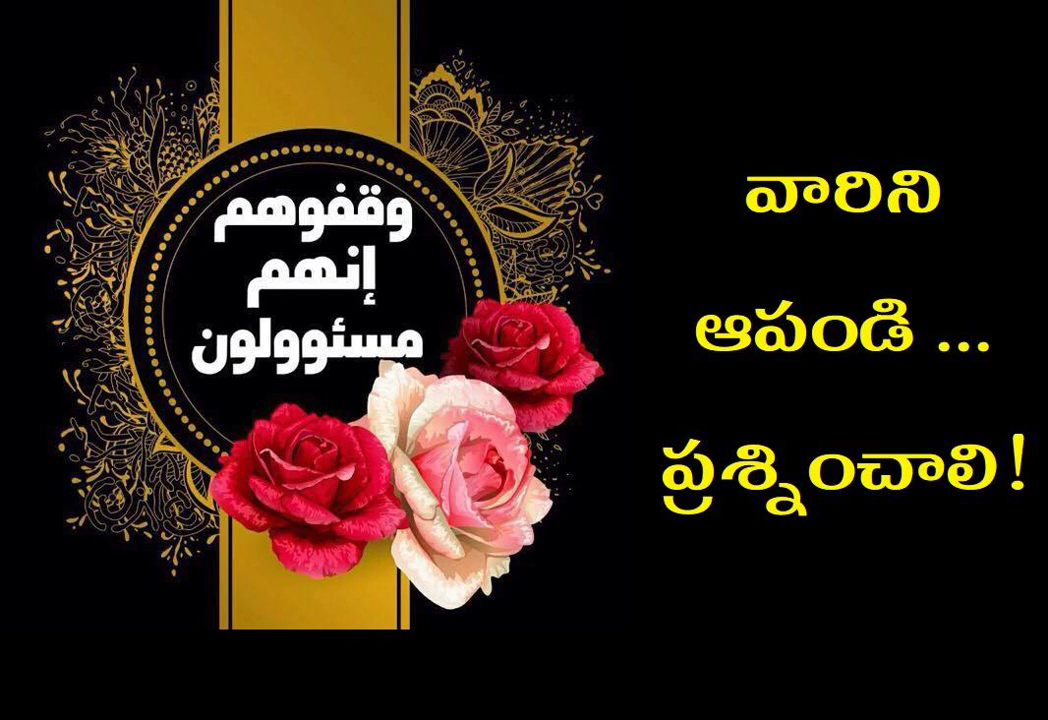 وقفوهم
إنهم
مسئوولون
వారిని
ఆపండి ...
ప్రశ్నించాలి!